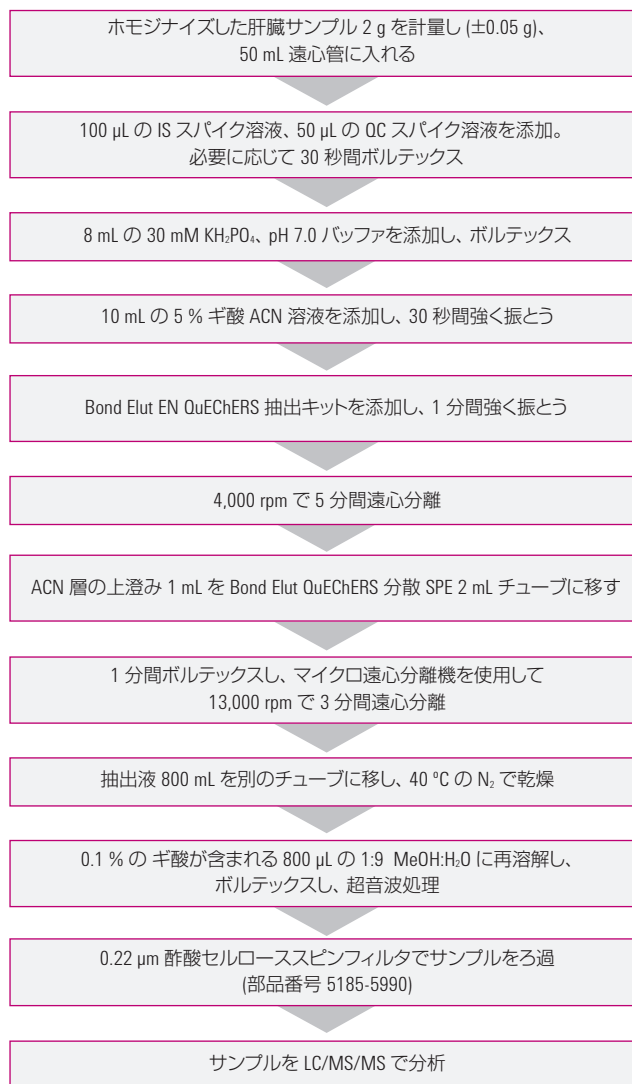 ホモジナイズした肝臓サンプル 2 g を計量し (±0.05 g)、
50 mL 遠心管に入れる
100 µL の IS スパイク溶液、50 µL の QC スパイク溶液を添加。
必要に応じて 30 秒間ボルテックス
8 mL の 30 mM KH₂PO₄、pH 7.0 バッファを添加し、ボルテックス
10 mL の 5 % ギ酸 ACN 溶液を添加し、30 秒間強く振とう
Bond Elut EN QuEChERS 抽出キットを添加し、1 分間強く振とう
4,000 rpm で 5 分間遠心分離
ACN 層の上澄み 1 mL を Bond Elut QuEChERS 分散 SPE 2 mL チューブに移す
1 分間ボルテックスし、マイクロ遠心分離機を使用して
13,000 rpm で 3 分間遠心分離
抽出液 800 mL を別のチューブに移し、40 ºC の N₂ で乾燥
0.1 % の ギ酸が含まれる 800 µL の 1:9 MeOH:H₂O に再溶解し、
ボルテックスし、超音波処理
0.22 µm 酢酸セルローススピンフィルタでサンプルをろ過
(部品番号 5185-5990)
サンプルを LC/MS/MS で分析